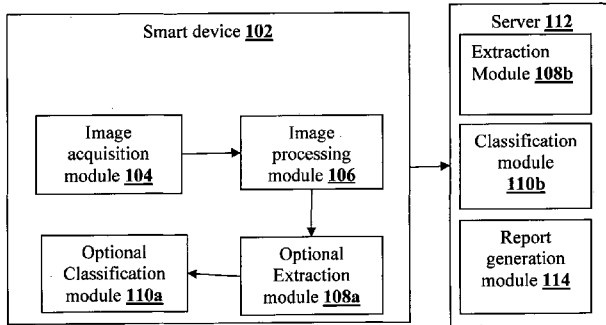 Smart device 102
Image
acquisition
module 104
Image
processing
module 106
Optional
Classification
module 110a
Optional
Extraction
module 108a
Server 112
Extraction
Module 108b
Classification
module
110b
Report
generation
module 114